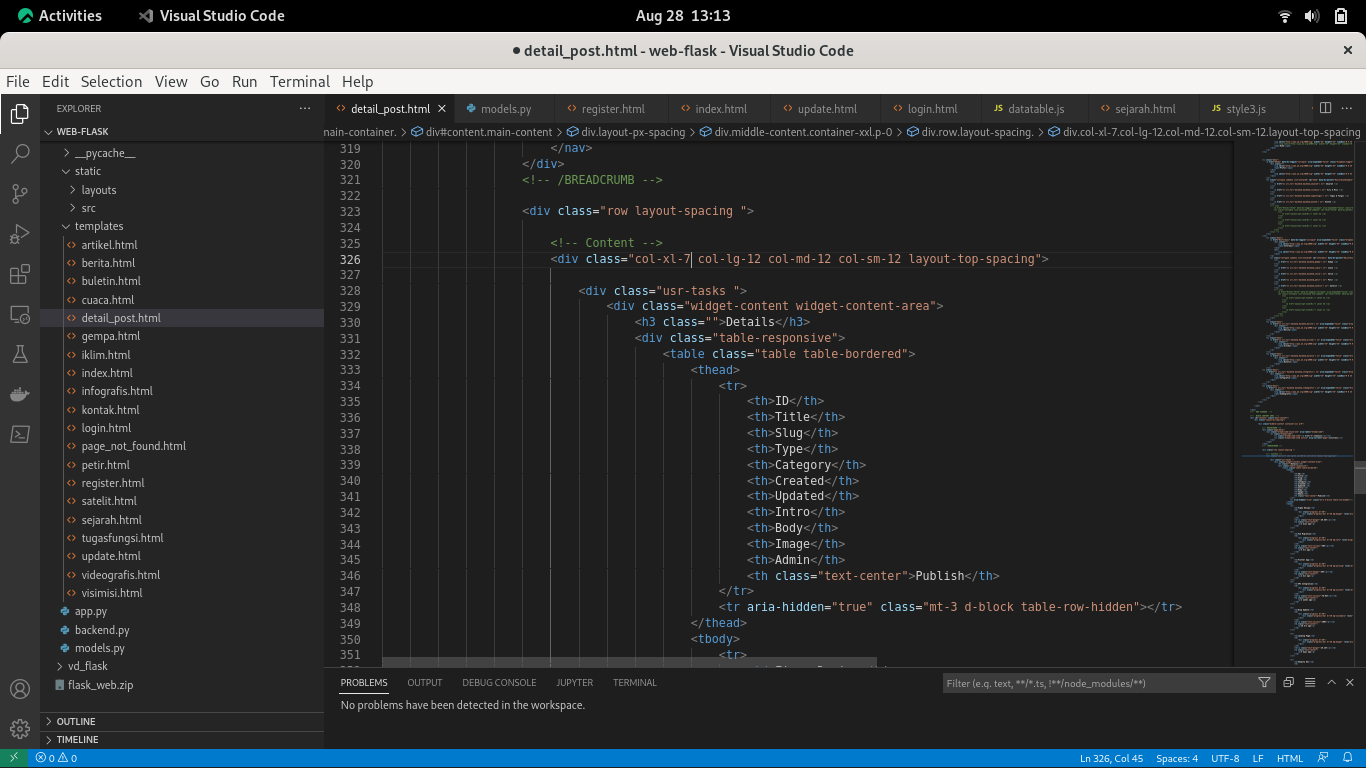 Activities
Visual Studio Code
Aug 28 13:13
● detail_post.html - web-flask - Visual Studio Code
File Edit Selection View Go Run Terminal Help
EXPLORER
WEB-FLASK
__pycache__
static
layouts
src
templates
artikel.html
berita.html
buletin.html
cuaca.html
detail_post.html
gempa.html
iklim.html
index.html
infografis.html
kontak.html
login.html
page_not_found.html
petir.html
register.html
satelit.html
sejarah.html
tugasfungsi.html
update.html
videografis.html
visimisi.html
app.py
backend.py
models.py
vd_flask
flask_web.zip
OUTLINE
TIMELINE
detail_post.html models.py register.html index.html update.html login.html JS datatable.js sejarah.html JS style3.js
main-container. div#content.main-content div.layout-px-spacing div.middle-content.container-xxl.p-0 div.row.layout-spacing. div.col-xl-7.col-lg-12.col-md-12.col-sm-12.layout-top-spacing
319 </nav>
320 </div>
321 <!-- /BREADCRUMB -->
322
323 <div class="row layout-spacing ">
324
325 <!-- Content -->
326 <div class="col-xl-7 col-lg-12 col-md-12 col-sm-12 layout-top-spacing">
327
328 <div class="usr-tasks ">
329 <div class="widget-content widget-content-area">
330 <h3 class="">Details</h3>
331 <div class="table-responsive">
332 <table class="table table-bordered">
333 <thead>
334 <tr>
335 <th>ID</th>
336 <th>Title</th>
337 <th>Slug</th>
338 <th>Type</th>
339 <th>Category</th>
340 <th>Created</th>
341 <th>Updated</th>
342 <th>Intro</th>
343 <th>Body</th>
344 <th>Image</th>
345 <th>Admin</th>
346 <th class="text-center">Publish</th>
347 </tr>
348 <tr aria-hidden="true" class="mt-3 d-block table-row-hidden"></tr>
349 </thead>
350 <tbody>
351 <tr>
PROBLEMS OUTPUT DEBUG CONSOLE JUPYTER TERMINAL
Filter (e.g. text, **/*.ts, !**/node_modules/**)
No problems have been detected in the workspace.
0 0
Ln 326, Col 45 Spaces: 4 UTF-8 LF HTML